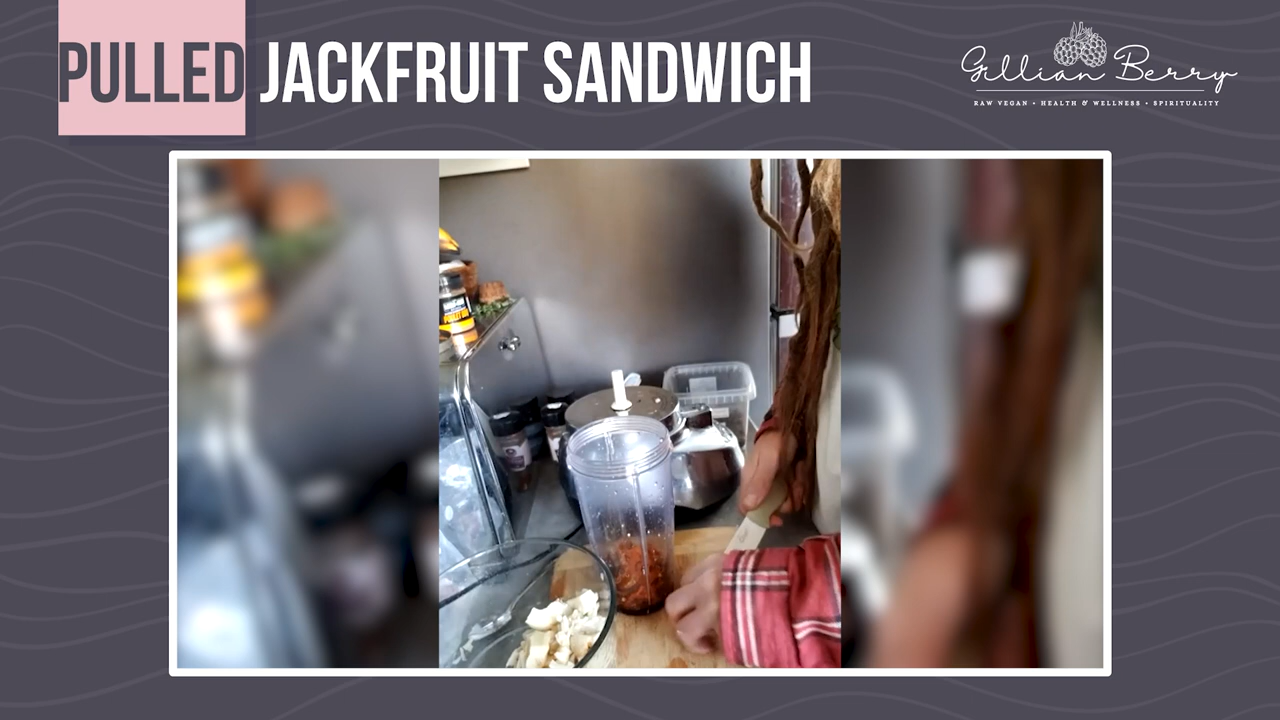 PULLED JACKFRUIT SANDWICH
Gillian Berry
RAW VEGAN • HEALTH & WELLNESS • SPIRITUALITY